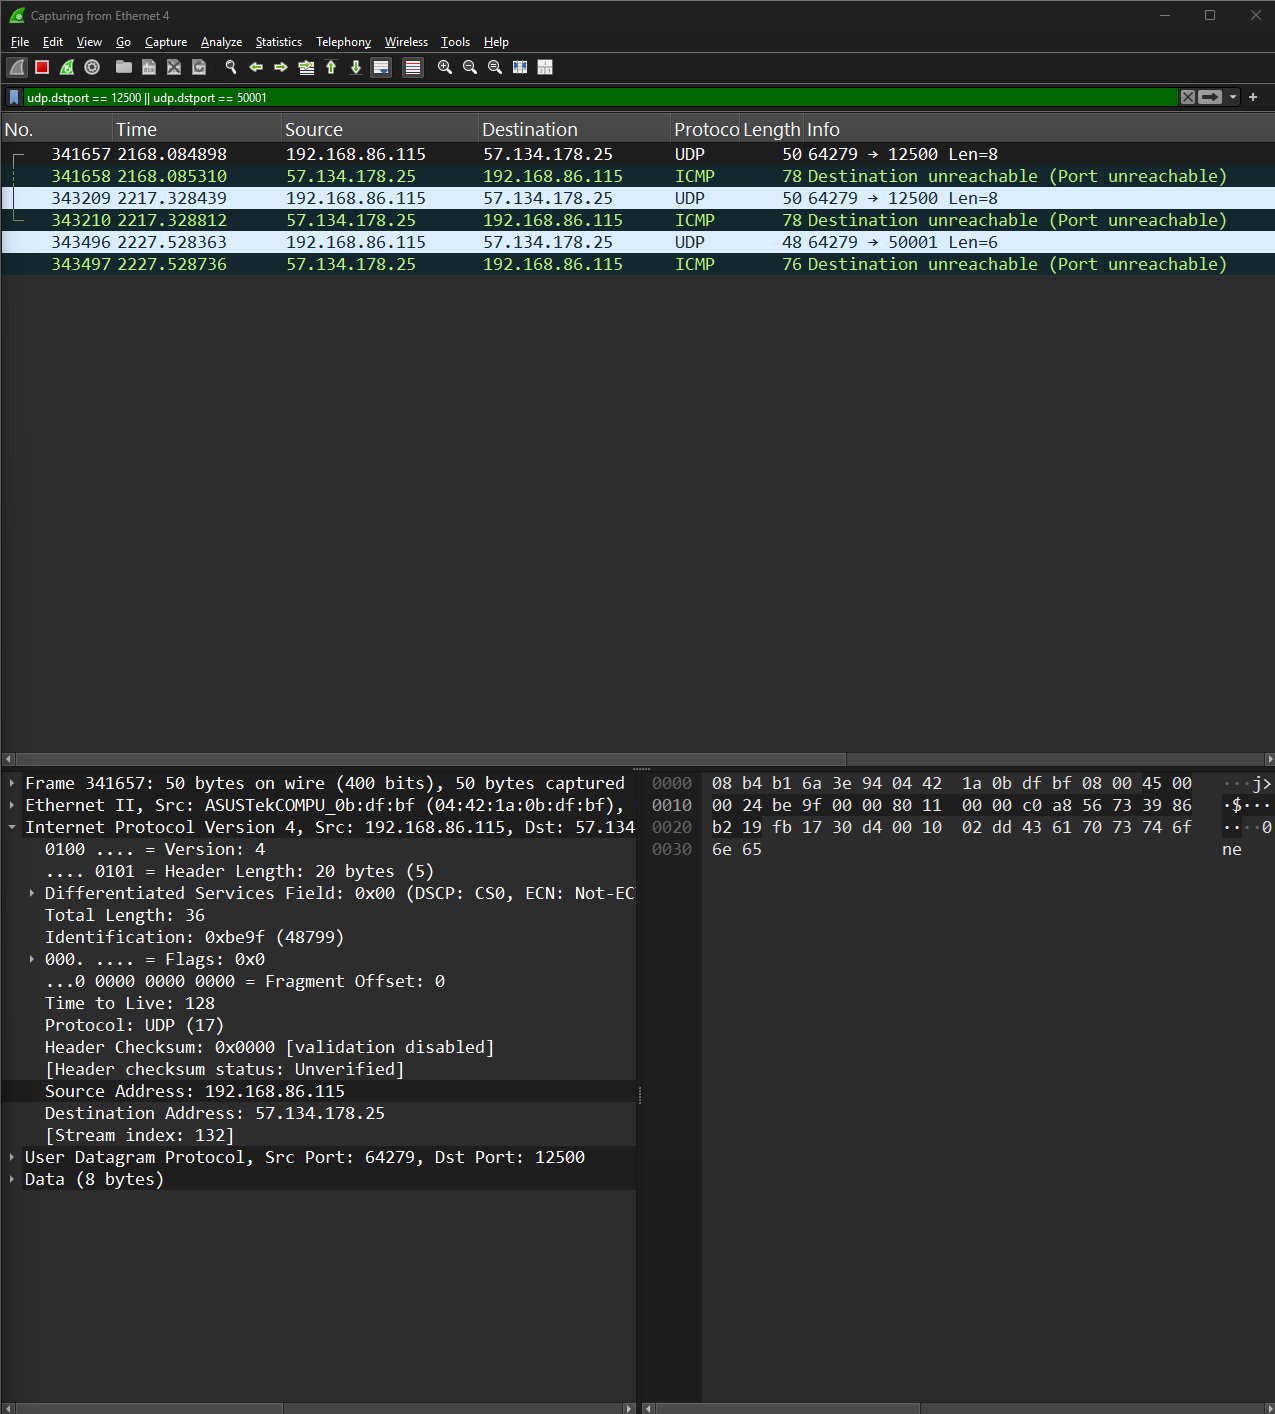 Capturing from Ethernet 4
File Edit View Go Capture Analyze Statistics Telephony Wireless Tools Help
udp.dstport == 12500 || udp.dstport == 50001
No. Time Source Destination Protoco Length Info
341657 2168.084898 192.168.86.115 57.134.178.25 UDP 50 64279 → 12500 Len=8
341658 2168.085310 57.134.178.25 192.168.86.115 ICMP 78 Destination unreachable (Port unreachable)
343209 2217.328439 192.168.86.115 57.134.178.25 UDP 50 64279 → 12500 Len=8
343210 2217.328812 57.134.178.25 192.168.86.115 ICMP 78 Destination unreachable (Port unreachable)
343496 2227.528363 192.168.86.115 57.134.178.25 UDP 48 64279 → 50001 Len=6
343497 2227.528736 57.134.178.25 192.168.86.115 ICMP 76 Destination unreachable (Port unreachable)
Frame 341657: 50 bytes on wire (400 bits), 50 bytes captured
Ethernet II, Src: ASUSTekCOMPU_0b:df:bf (04:42:1a:0b:df:bf),
Internet Protocol Version 4, Src: 192.168.86.115, Dst: 57.134
0100 .... = Version: 4
.... 0101 = Header Length: 20 bytes (5)
Differentiated Services Field: 0x00 (DSCP: CS0, ECN: Not-EC
Total Length: 36
Identification: 0xbe9f (48799)
000. .... = Flags: 0x0
...0 0000 0000 0000 = Fragment Offset: 0
Time to Live: 128
Protocol: UDP (17)
Header Checksum: 0x0000 [validation disabled]
[Header checksum status: Unverified]
Source Address: 192.168.86.115
Destination Address: 57.134.178.25
[Stream index: 132]
User Datagram Protocol, Src Port: 64279, Dst Port: 12500
Data (8 bytes)
0000 08 b4 b1 6a 3e 94 04 42 1a 0b df bf 08 00 45 00 ···j>
0010 00 24 be 9f 00 00 80 11 00 00 c0 a8 56 73 39 86 ·$···
0020 b2 19 fb 17 30 d4 00 10 02 dd 43 61 70 73 74 6f ····0
0030 6e 65 ne